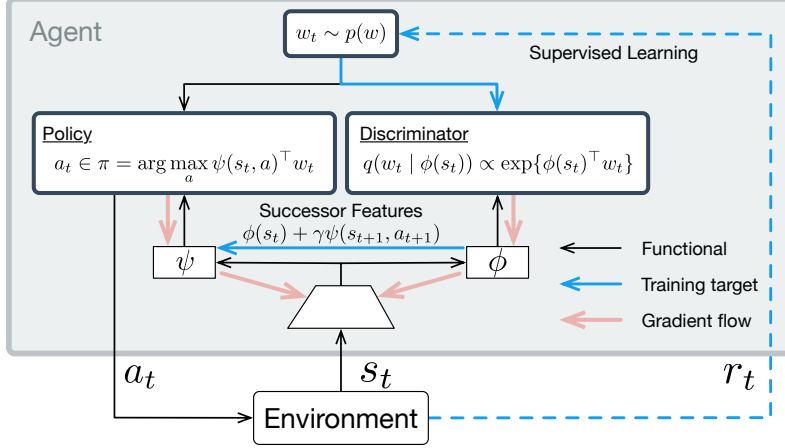 Agent
w_t ∼ p(w)
Supervised Learning
Policy
a_t ∈ π = arg max_a ψ(s_t, a)^⊤ w_t
Discriminator
q(w_t | ϕ(s_t)) ∝ exp{ϕ(s_t)^⊤ w_t}
Successor Features
ϕ(s_t) + γψ(s_{t+1}, a_{t+1})
ψ
ϕ
Functional
Training target
Gradient flow
a_t
s_t
r_t
Environment